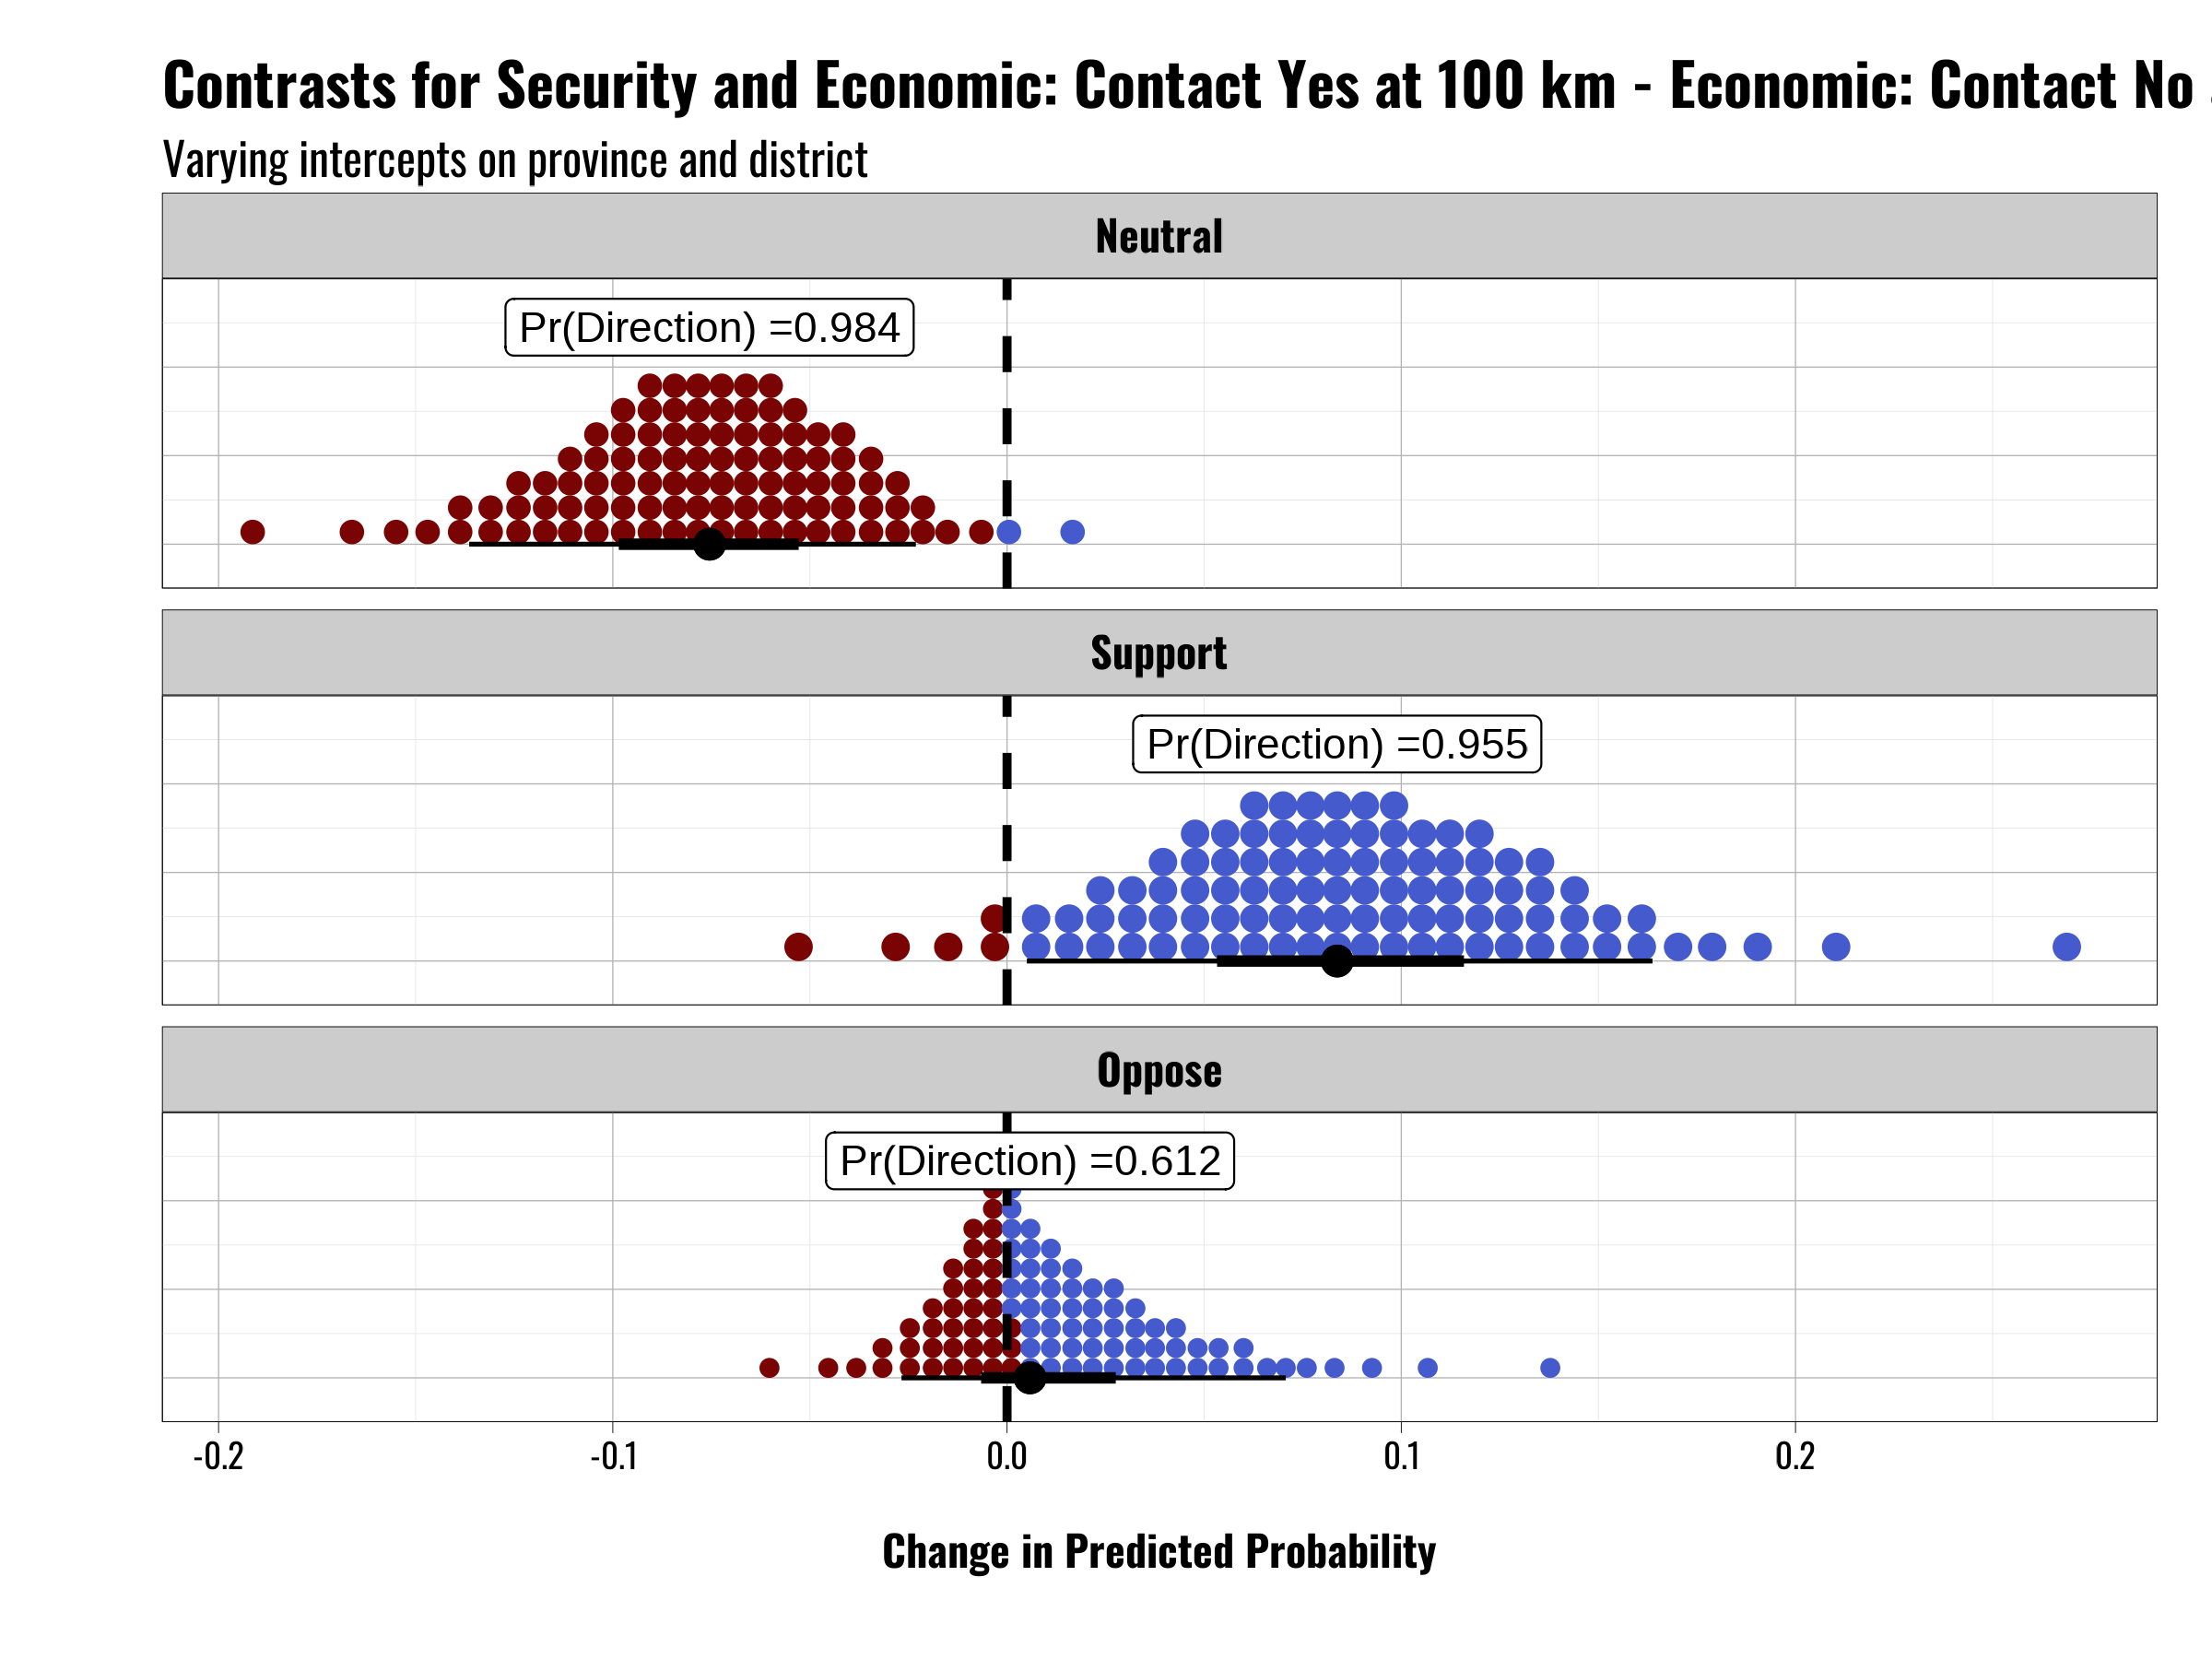 Contrasts for Security and Economic: Contact Yes at 100 km - Economic: Contact No
Varying intercepts on province and district
Neutral
Pr(Direction) =0.984
Support
Pr(Direction) =0.955
Oppose
Pr(Direction) =0.612
-0.2 -0.1 0.0 0.1 0.2
Change in Predicted Probability